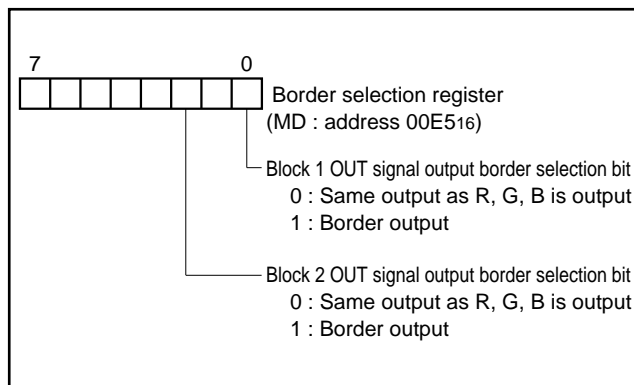 7 0
Border selection register
(MD : address 00E516)
Block 1 OUT signal output border selection bit
0 : Same output as R, G, B is output
1 : Border output
Block 2 OUT signal output border selection bit
0 : Same output as R, G, B is output
1 : Border output